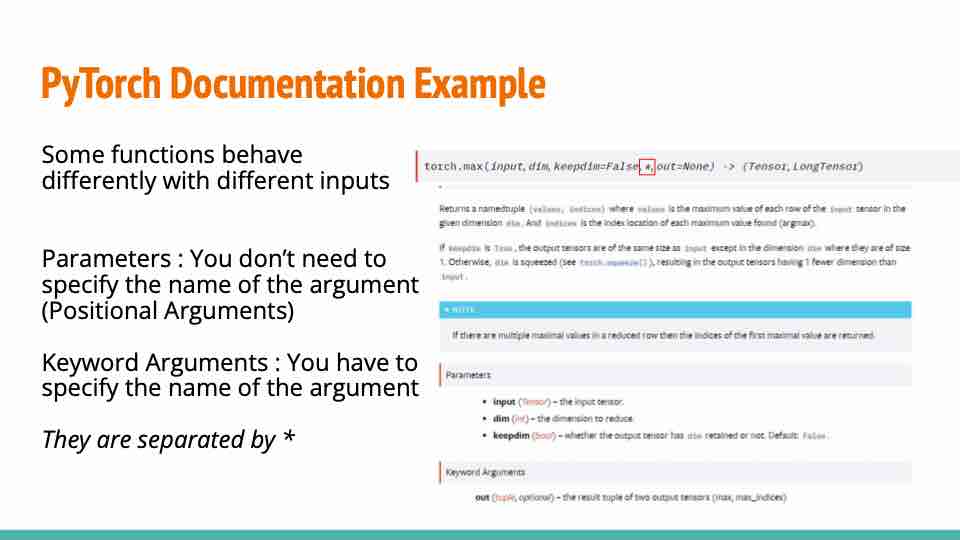 PyTorch Documentation Example
Some functions behave
differently with different inputs
Parameters : You don’t need to
specify the name of the argument
(Positional Arguments)
Keyword Arguments : You have to
specify the name of the argument
They are separated by *
torch.max(input, dim, keepdim=False, *, out=None) -> (Tensor, LongTensor)
Returns a namedtuple (values, indices) where values is the maximum value of each row of the input tensor in the
given dimension dim. And indices is the index location of each maximum value found (argmax).
If keepdim is True, the output tensors are of the same size as input except in the dimension dim where they are of size
1. Otherwise, dim is squeezed (see torch.squeeze()), resulting in the output tensors having 1 fewer dimension than
input.
NOTE
If there are multiple maximal values in a reduced row then the indices of the first maximal value are returned.
Parameters
• input (Tensor) – the input tensor.
• dim (int) – the dimension to reduce.
• keepdim (bool) – whether the output tensor has dim retained or not. Default: False.
Keyword Arguments
out (tuple, optional) – the result tuple of two output tensors (max, max_indices)